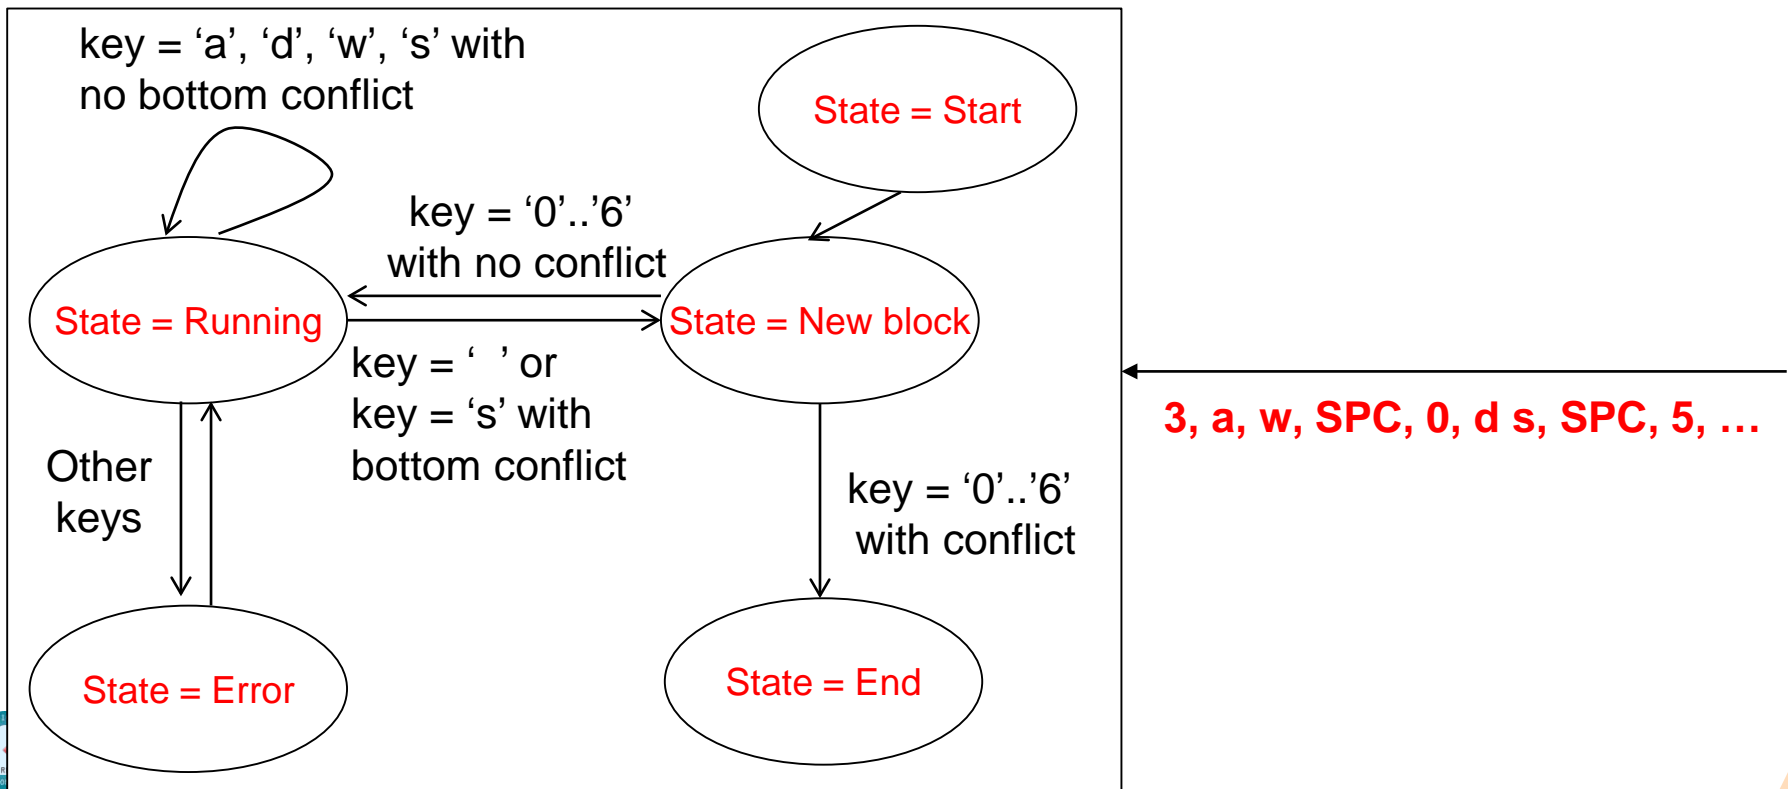 key = ‘a’, ‘d’, ‘w’, ‘s’ with
no bottom conflict
State = Start
key = ‘0’..’6’
with no conflict
State = Running
State = New block
key = ‘ ’ or
key = ‘s’ with
bottom conflict
3, a, w, SPC, 0, d s, SPC, 5, …
Other
keys
key = ‘0’..’6’
with conflict
State = Error
State = End